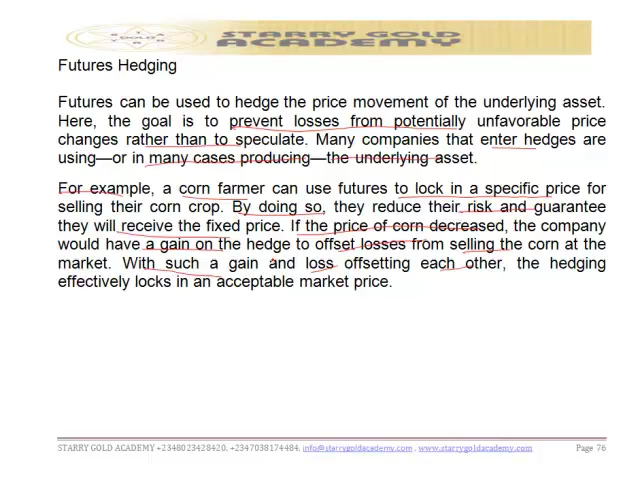 STARRY GOLD
ACADEMY
Futures Hedging
Futures can be used to hedge the price movement of the underlying asset.
Here, the goal is to prevent losses from potentially unfavorable price
changes rather than to speculate. Many companies that enter hedges are
using—or in many cases producing—the underlying asset.
For example, a corn farmer can use futures to lock in a specific price for
selling their corn crop. By doing so, they reduce their risk and guarantee
they will receive the fixed price. If the price of corn decreased, the company
would have a gain on the hedge to offset losses from selling the corn at the
market. With such a gain and loss offsetting each other, the hedging
effectively locks in an acceptable market price.
STARRY GOLD ACADEMY +2348023428420, +2347038174484, info@starrygoldacademy.com , www.starrygoldacademy.com Page 76